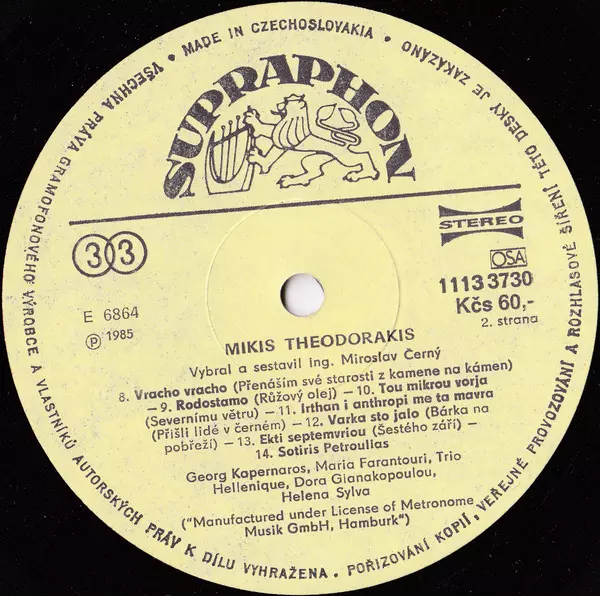 VŠECHNA PRÁVA GRAMOFONOVÉHO VÝROBCE A VLASTNÍKŮ AUTORSKÝCH PRÁV K DÍLU VYHRAŽENA. POŘIZOVÁNÍ KOPIÍ, VEŘEJNÉ PROVOZOVÁNÍ A ROZHLASOVÉ ŠÍŘENÍ TÉTO DESKY JE ZAKÁZÁNO • MADE IN CZECHOSLOVAKIA •
SUPRAPHON
33
STEREO
OSA
1113 3730
Kčs 60,-
2. strana
E 6864
Ⓟ 1985
MIKIS THEODORAKIS
Vybral a sestavil ing. Miroslav Černý
8. Vracho vracho (Přenáším své starosti z kamene na kámen)
— 9. Rodostamo (Růžový olej) — 10. Tou mikrou vorja
(Severnímu větru) — 11. Irthan i anthropi me ta mavra
(Přišli lidé v černém) — 12. Varka sto jalo (Bárka na
pobřeží) — 13. Ekti septemvriou (Šestého září) —
14. Sotiris Petroulias
Georg Kapernaros, Maria Farantouri, Trio
Hellenique, Dora Gianakopoulou,
Helena Sylva
("Manufactured under License of Metronome
Musik GmbH, Hamburk")